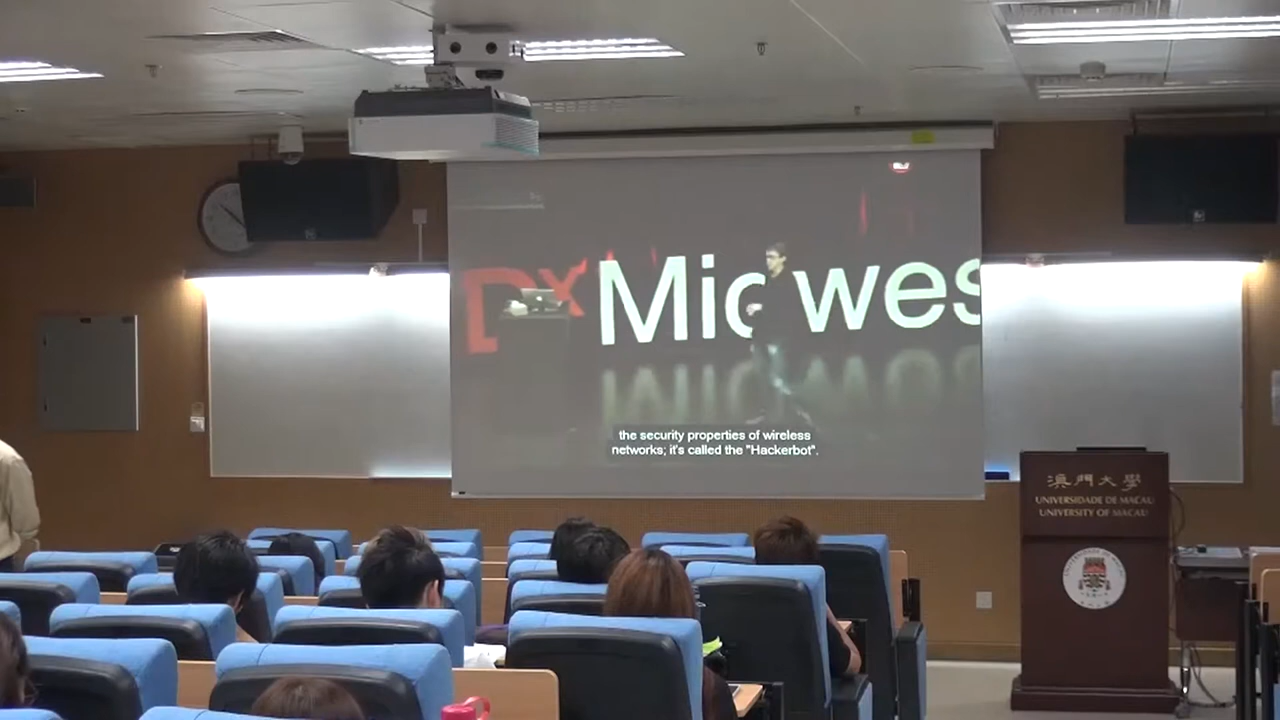 Dx Midwes
the security properties of wireless
networks; it's called the "Hackerbot".
澳門大學
UNIVERSIDADE DE MACAU
UNIVERSITY OF MACAU